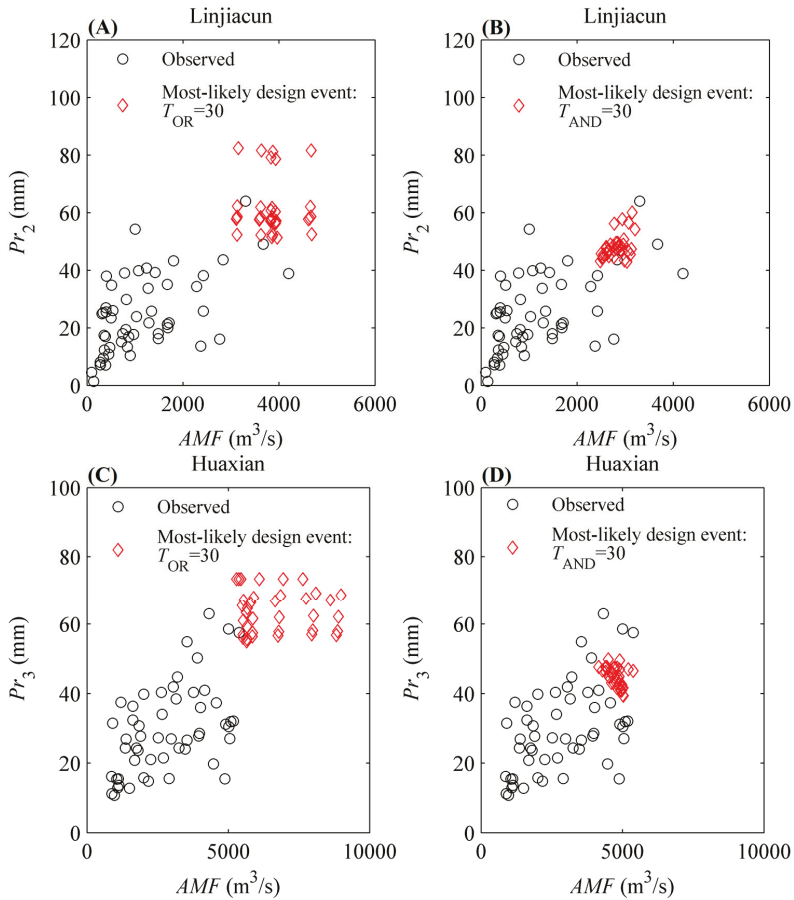 Linjiacun
(A)
120
100
80
60
40
20
0
Pr2 (mm)
Observed
Most-likely design event:
TOR=30
0 2000 4000 6000
AMF (m3/s)
Linjiacun
(B)
120
100
80
60
40
20
0
Pr2 (mm)
Observed
Most-likely design event:
TAND=30
0 2000 4000 6000
AMF (m3/s)
Huaxian
(C)
100
80
60
40
20
0
Pr3 (mm)
Observed
Most-likely design event:
TOR=30
0 5000 10000
AMF (m3/s)
Huaxian
(D)
100
80
60
40
20
0
Pr3 (mm)
Observed
Most-likely design event:
TAND=30
0 5000 10000
AMF (m3/s)